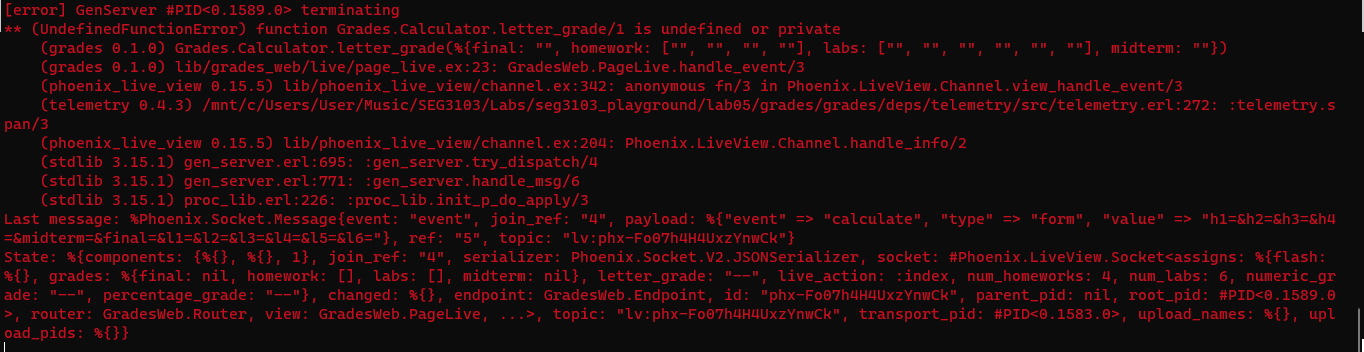 [error] GenServer #PID<0.1589.0> terminating
** (UndefinedFunctionError) function Grades.Calculator.letter_grade/1 is undefined or private
    (grades 0.1.0) Grades.Calculator.letter_grade(%{final: "", homework: ["", "", "", ""], labs: ["", "", "", "", "", ""], midterm: ""})
    (grades 0.1.0) lib/grades_web/live/page_live.ex:23: GradesWeb.PageLive.handle_event/3
    (phoenix_live_view 0.15.5) lib/phoenix_live_view/channel.ex:342: anonymous fn/3 in Phoenix.LiveView.Channel.view_handle_event/3
    (telemetry 0.4.3) /mnt/c/Users/User/Music/SEG3103/Labs/seg3103_playground/lab05/grades/grades/deps/telemetry/src/telemetry.erl:272: :telemetry.s
pan/3
    (phoenix_live_view 0.15.5) lib/phoenix_live_view/channel.ex:204: Phoenix.LiveView.Channel.handle_info/2
    (stdlib 3.15.1) gen_server.erl:695: :gen_server.try_dispatch/4
    (stdlib 3.15.1) gen_server.erl:771: :gen_server.handle_msg/6
    (stdlib 3.15.1) proc_lib.erl:226: :proc_lib.init_p_do_apply/3
Last message: %Phoenix.Socket.Message{event: "event", join_ref: "4", payload: %{"event" => "calculate", "type" => "form", "value" => "h1=&h2=&h3=&h4
=&midterm=&final=&l1=&l2=&l3=&l4=&l5=&l6="}, ref: "5", topic: "lv:phx-Fo07h4H4UxzYnwCk"}
State: %{components: {%{}, %{}, 1}, join_ref: "4", serializer: Phoenix.Socket.V2.JSONSerializer, socket: #Phoenix.LiveView.Socket<assigns: %{flash:
%{}, grades: %{final: nil, homework: [], labs: [], midterm: nil}, letter_grade: "--", live_action: :index, num_homeworks: 4, num_labs: 6, numeric_gr
ade: "--", percentage_grade: "--"}, changed: %{}, endpoint: GradesWeb.Endpoint, id: "phx-Fo07h4H4UxzYnwCk", parent_pid: nil, root_pid: #PID<0.1589.0
>, router: GradesWeb.Router, view: GradesWeb.PageLive, ...>, topic: "lv:phx-Fo07h4H4UxzYnwCk", transport_pid: #PID<0.1583.0>, upload_names: %{}, upl
oad_pids: %{}}